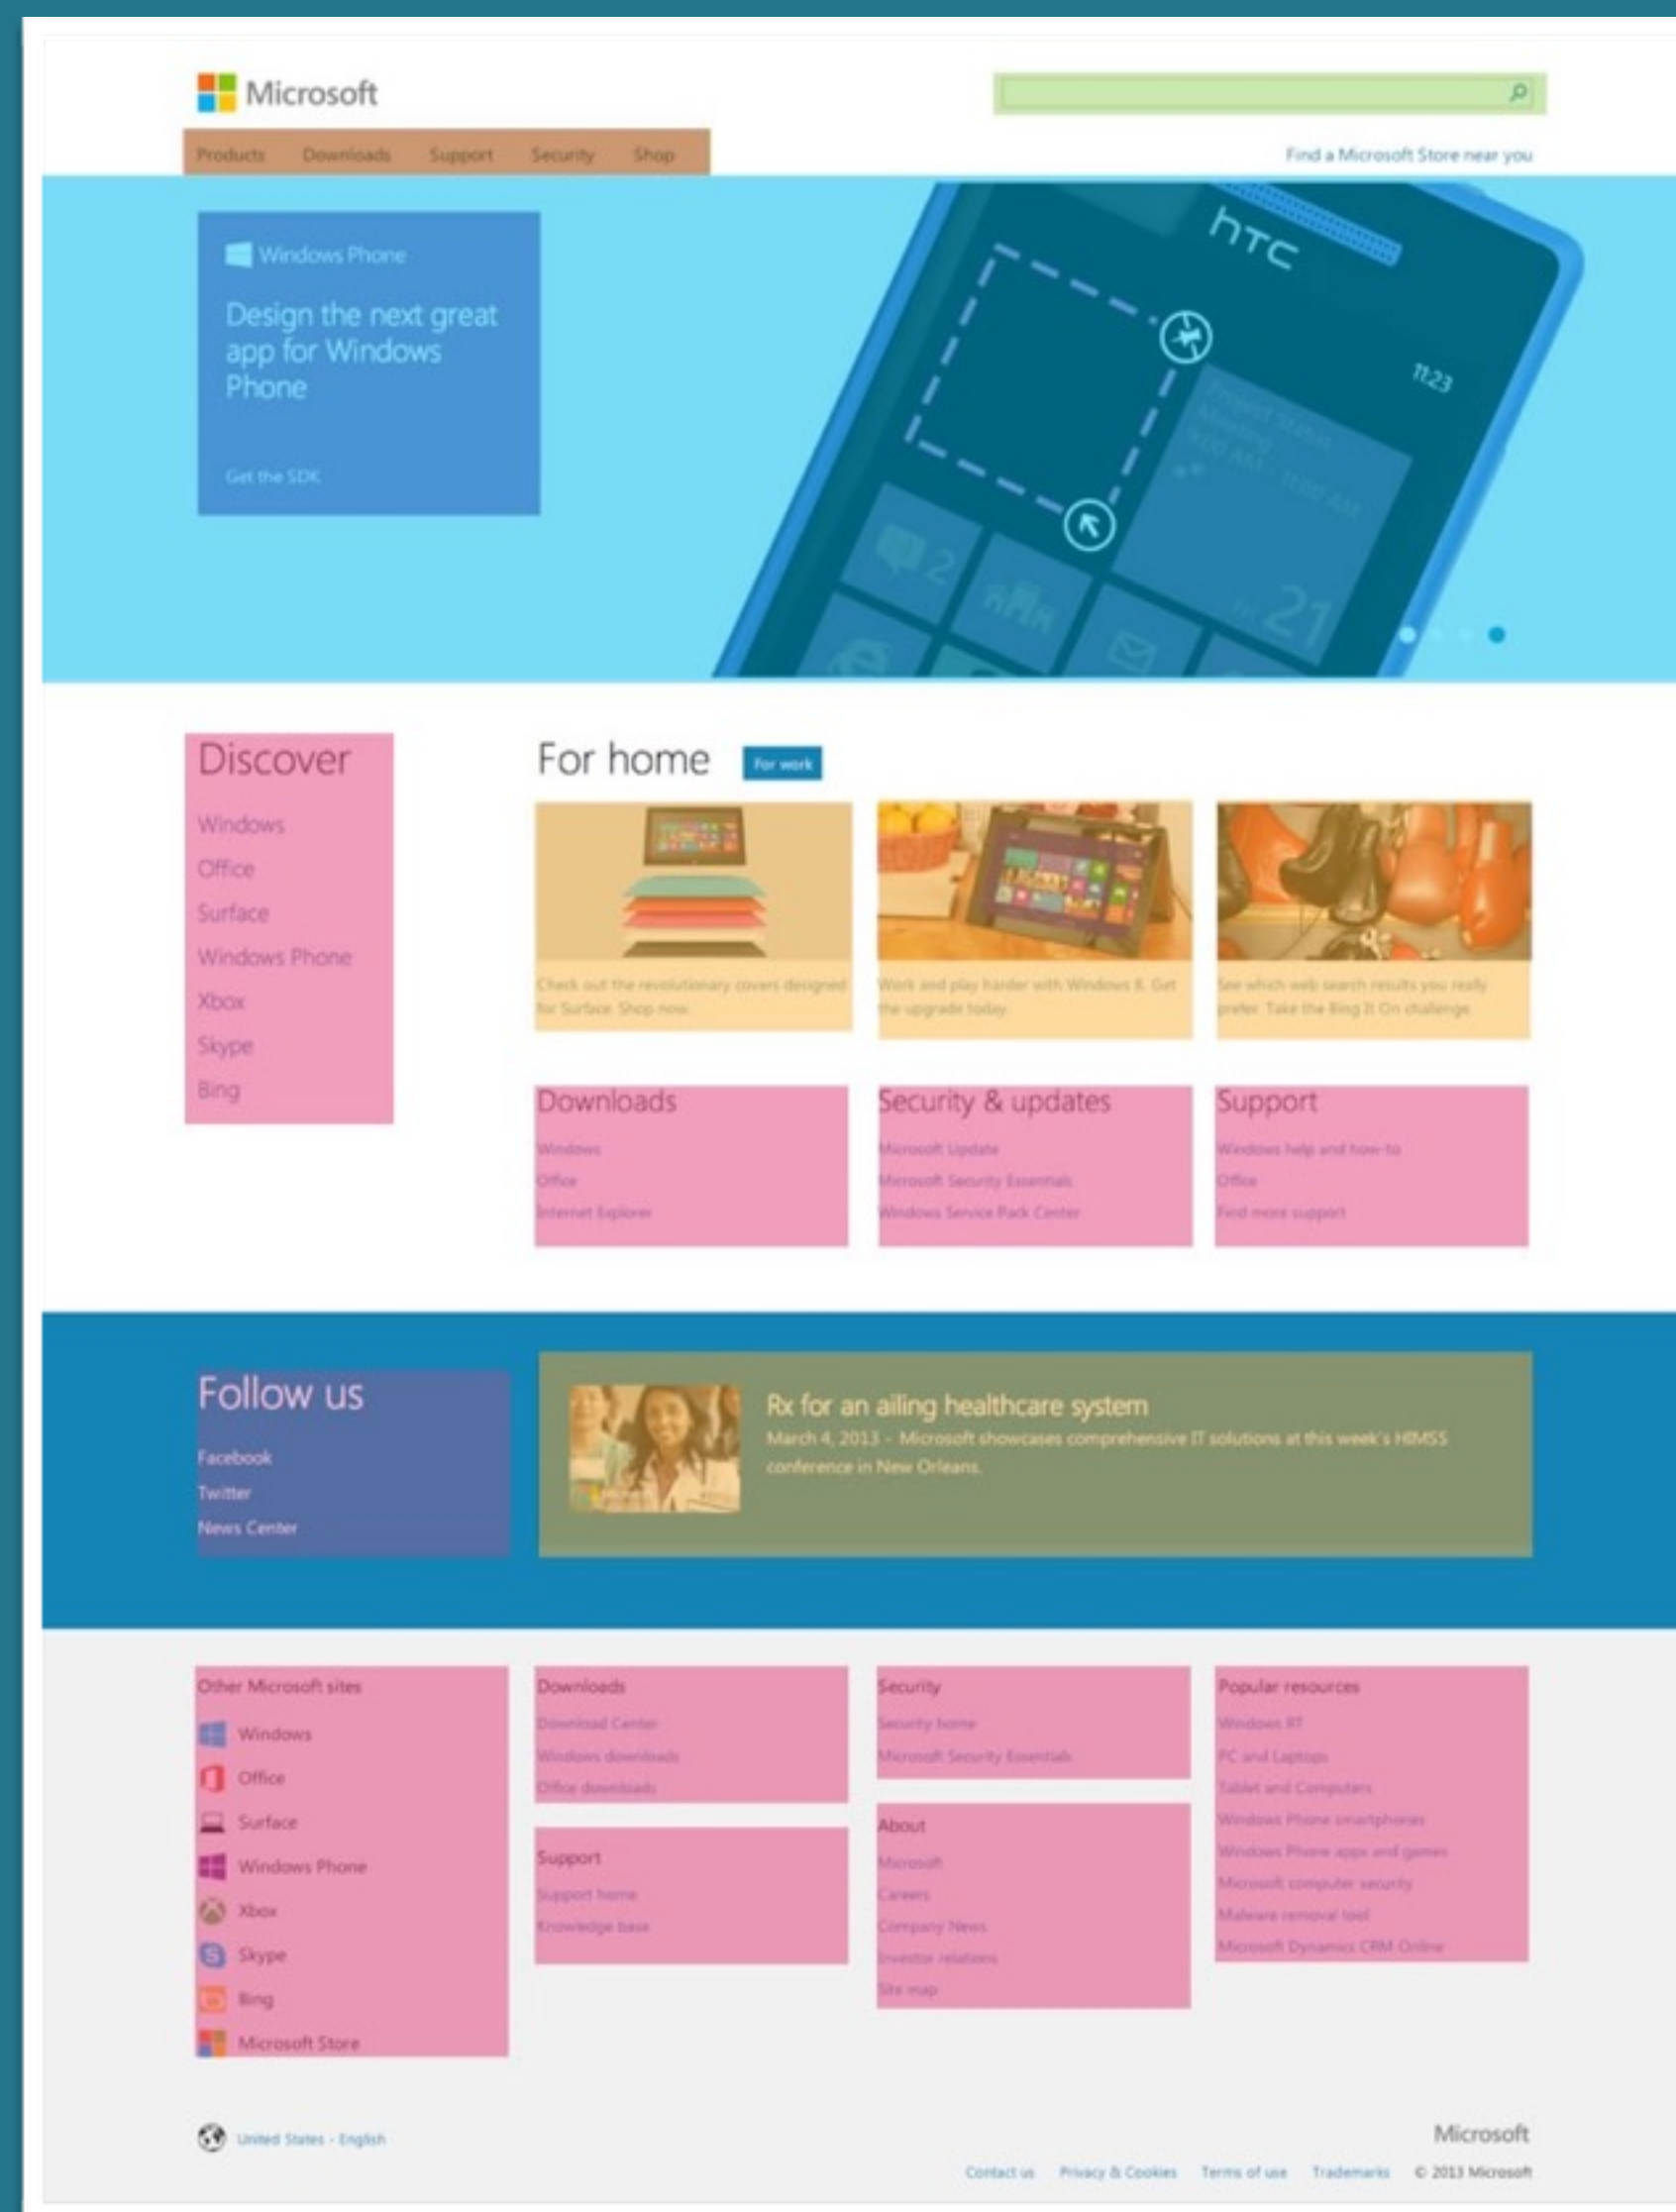 Microsoft
Products Downloads Support Security Shop
Find a Microsoft Store near you
Windows Phone
Design the next great
app for Windows
Phone
Get the SDK
hTC
11:23
Project Status
Meeting
9:00 AM - 11:00 AM
2
21
Discover
Windows
Office
Surface
Windows Phone
Xbox
Skype
Bing
For home
For work
Check out the revolutionary covers designed
for Surface. Shop now.
Work and play harder with Windows 8. Get
the upgrade today.
See which web search results you really
prefer. Take the Bing It On challenge.
Downloads
Windows
Office
Internet Explorer
Security & updates
Microsoft Update
Microsoft Security Essentials
Windows Service Pack Center
Support
Windows help and how-to
Office
Find more support
Follow us
Facebook
Twitter
News Center
Rx for an ailing healthcare system
March 4, 2013 - Microsoft showcases comprehensive IT solutions at this week's HIMSS
conference in New Orleans.
Other Microsoft sites
Windows
Office
Surface
Windows Phone
Xbox
Skype
Bing
Microsoft Store
Downloads
Download Center
Windows downloads
Office downloads
Support
Support home
Knowledge base
Security
Security home
Microsoft Security Essentials
About
Microsoft
Careers
Company News
Investor relations
Site map
Popular resources
Windows RT
PC and Laptops
Tablet and Computers
Windows Phone smartphones
Windows Phone apps and games
Microsoft computer security
Malware removal tool
Microsoft Dynamics CRM Online
United States - English
Microsoft
Contact us Privacy & Cookies Terms of use Trademarks © 2013 Microsoft